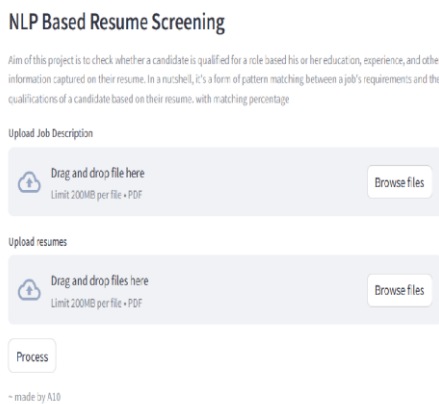 NLP Based Resume Screening
Aim of this project is to check whether a candidate is qualified for a role based his or her education, experience, and othe
information captured on their resume. In a nutshell, it's a form of pattern matching between a job's requirements and the
qualifications of a candidate based on their resume. with matching percentage
Upload Job Description
Drag and drop file here
Limit 200MB per file • PDF
Browse files
Upload resumes
Drag and drop files here
Limit 200MB per file • PDF
Browse files
Process
~ made by A10